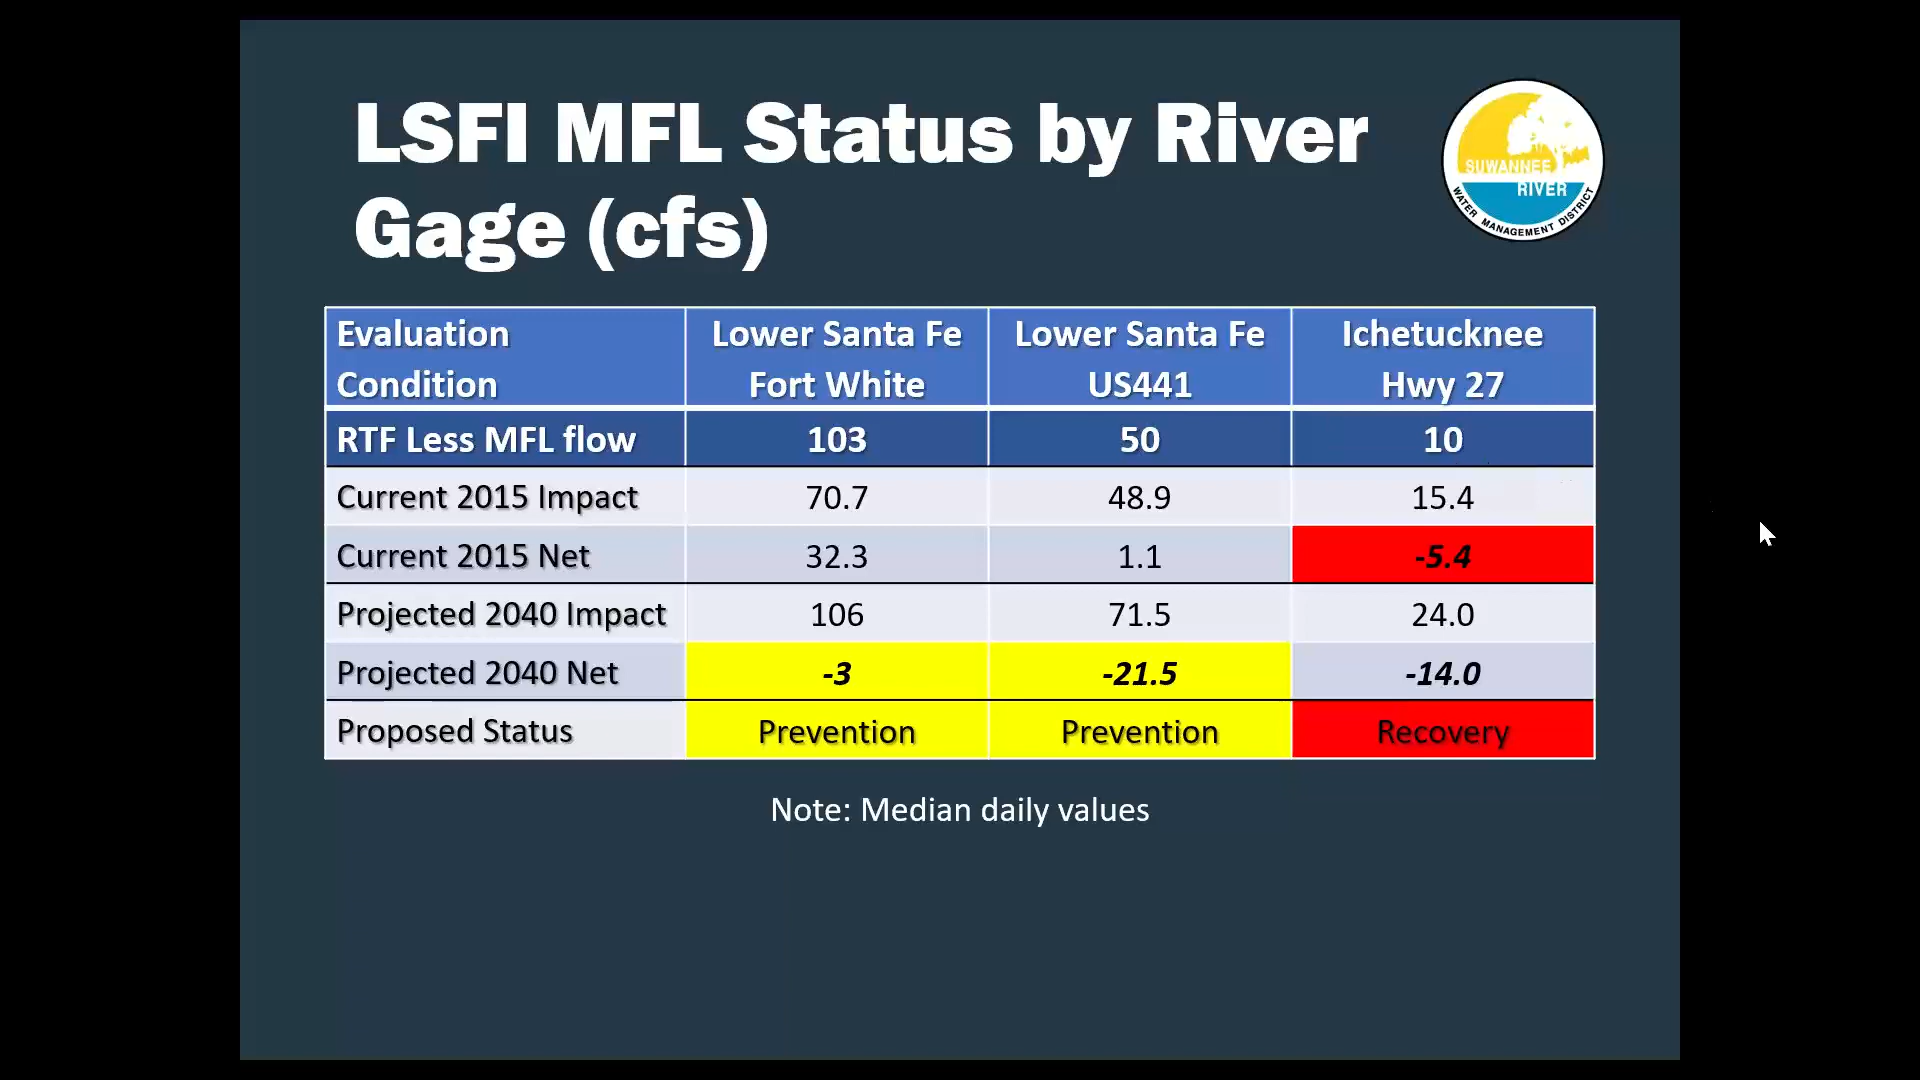 LSFI MFL Status by River
Gage (cfs)
SUWANNEE
RIVER
WATER MANAGEMENT DISTRICT
Evaluation Condition Lower Santa Fe Fort White Lower Santa Fe US441 Ichetucknee Hwy 27
RTF Less MFL flow 103 50 10
Current 2015 Impact 70.7 48.9 15.4
Current 2015 Net 32.3 1.1 -5.4
Projected 2040 Impact 106 71.5 24.0
Projected 2040 Net -3 -21.5 -14.0
Proposed Status Prevention Prevention Recovery
Note: Median daily values